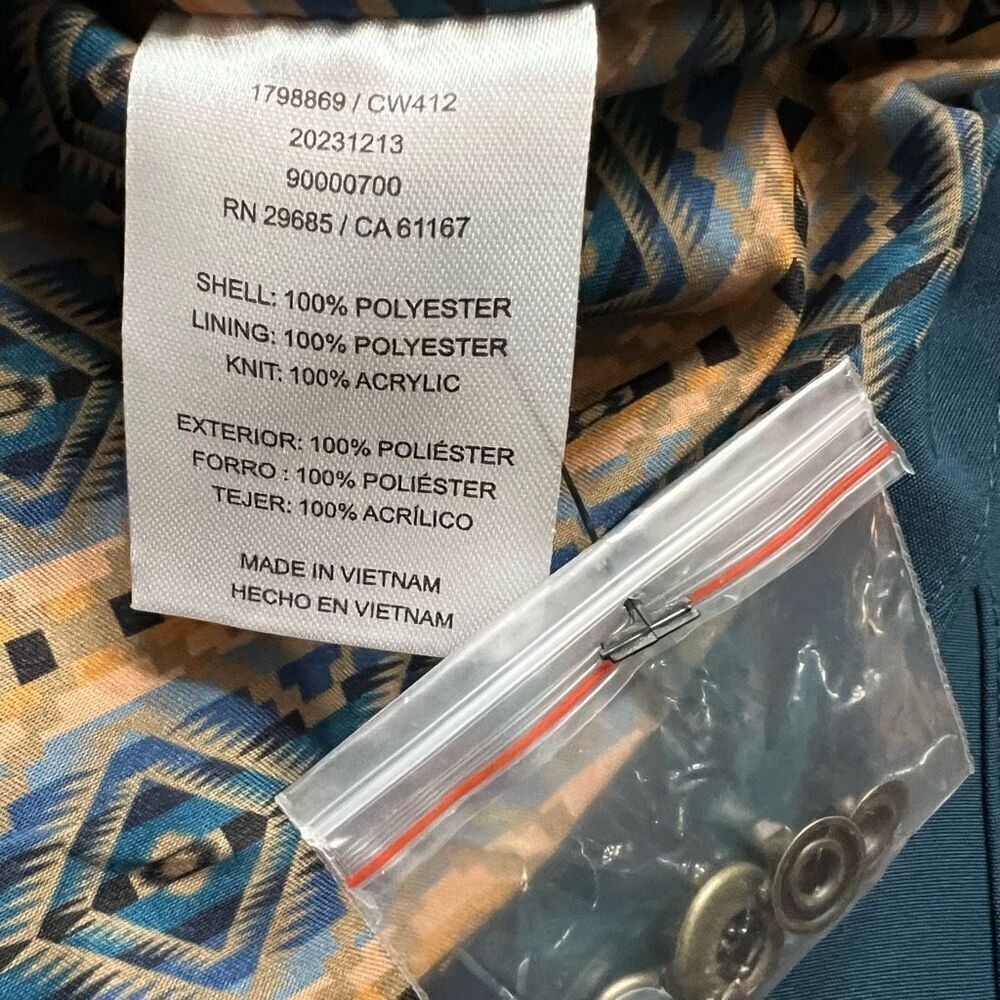 1798869 / CW412
20231213
90000700
RN 29685 / CA 61167
SHELL: 100% POLYESTER
LINING: 100% POLYESTER
KNIT: 100% ACRYLIC
EXTERIOR: 100% POLIÉSTER
FORRO : 100% POLIÉSTER
TEJER: 100% ACRÍLICO
MADE IN VIETNAM
HECHO EN VIETNAM